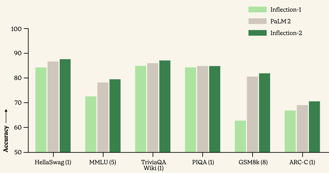 Inflection-1
PaLM 2
Inflection-2
100
90
80
70
60
50
Accuracy →
HellaSwag (1)
MMLU (5)
TriviaQA
Wiki (1)
PIQA (1)
GSM8k (8)
ARC-C (1)